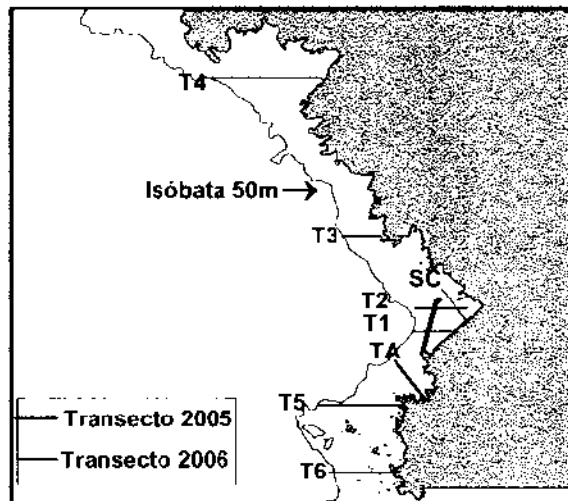 T4
Isóbata 50m
T3
SC
T2
T1
TA
T5
Transecto 2005
Transecto 2006
T6